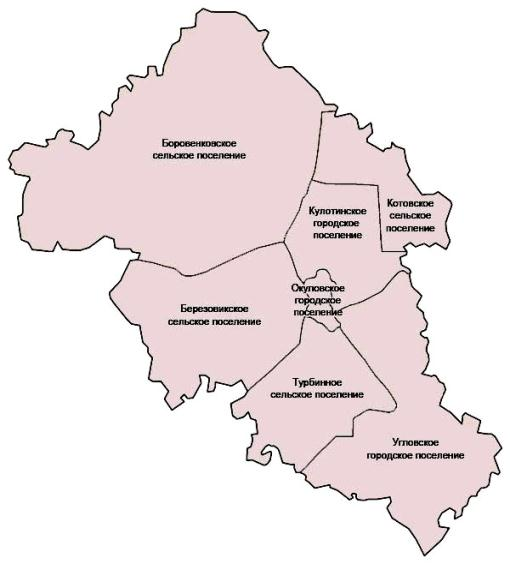 Боровенковское
сельское поселение
Котовское
сельское
поселение
Кулотинское
городское
поселение
Окуловское
городское
поселение
Березовикское
сельское поселение
Турбинное
сельское поселение
Угловское
городское поселение